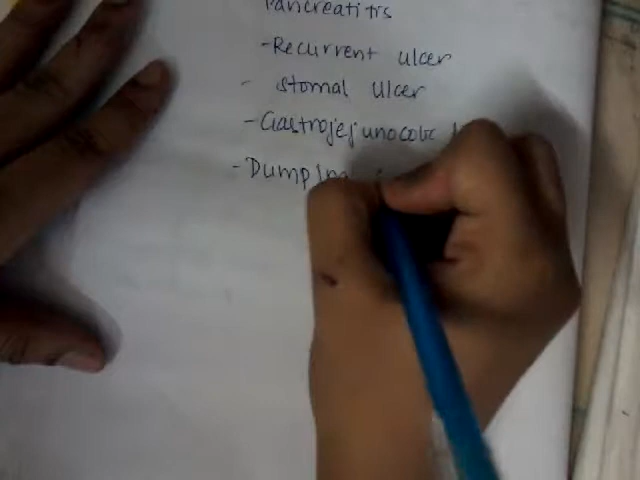 Pancreatitis
- Recurrent ulcer
- stomal ulcer
- Gastrojejunocolic
- Dumping